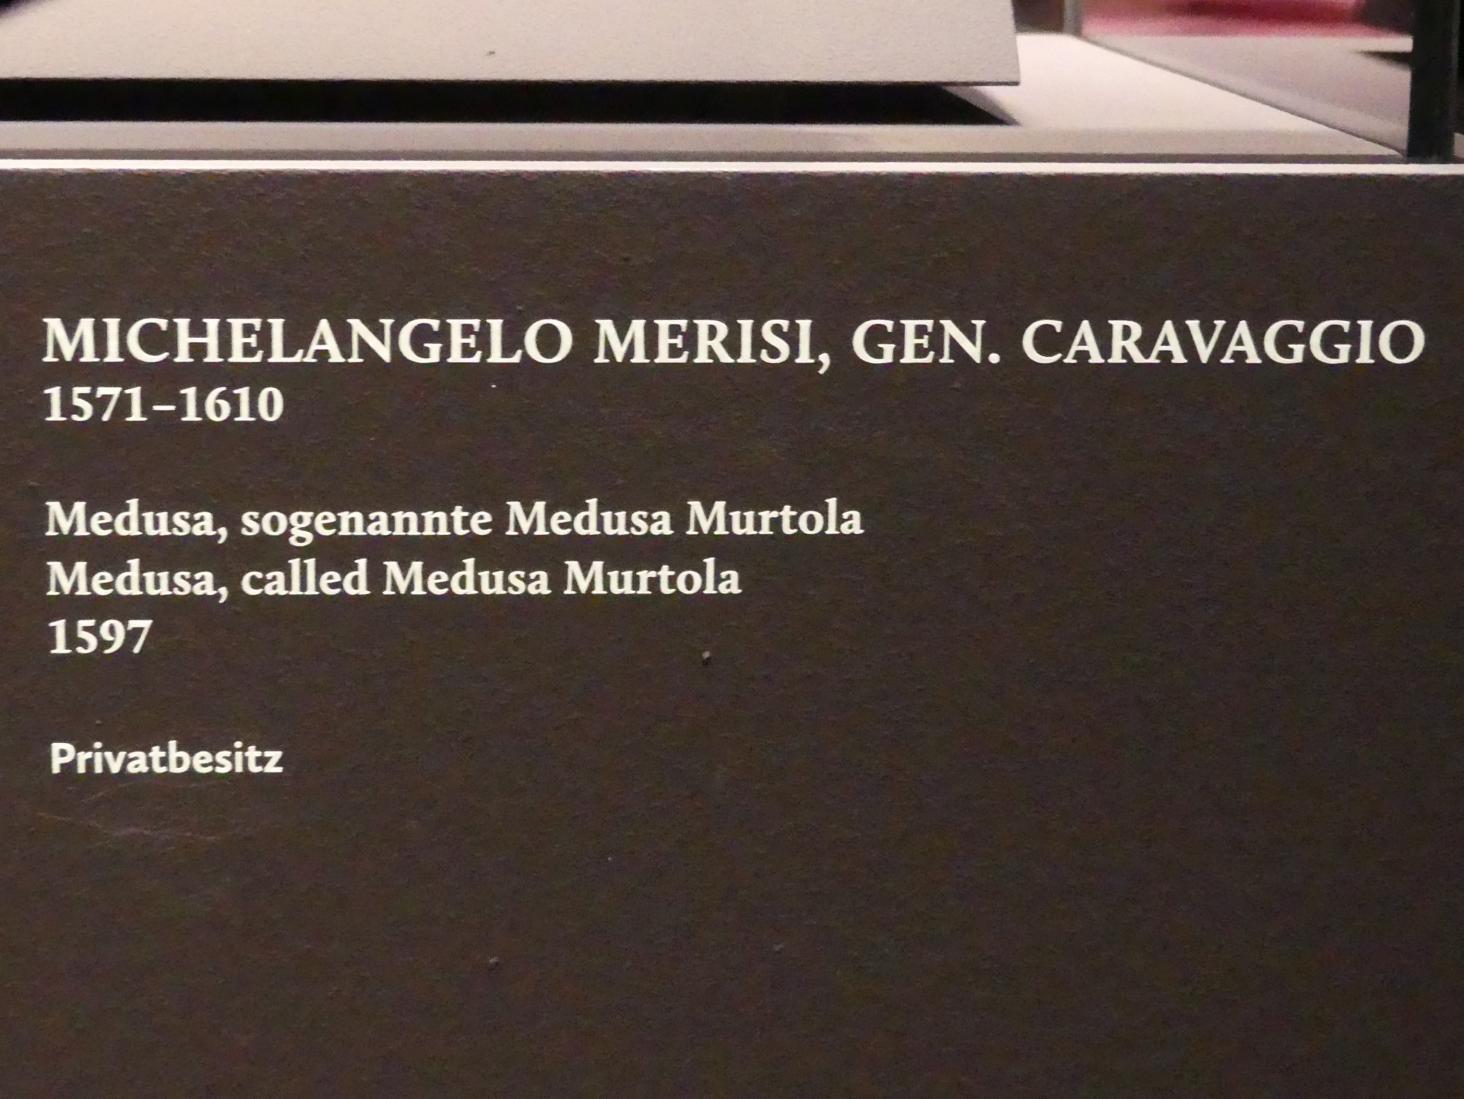 MICHELANGELO MERISI, GEN. CARAVAGGIO
1571–1610
Medusa, sogenannte Medusa Murtola
Medusa, called Medusa Murtola
1597
Privatbesitz